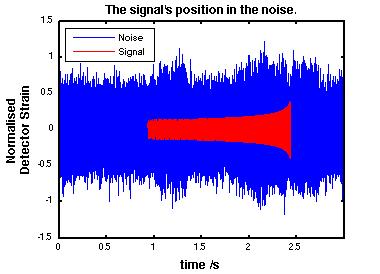 The signal's position in the noise.
1.5
Noise
Signal
1
0.5
0
-0.5
-1
-1.5
Normalised
Detector Strain
0 0.5 1 1.5 2 2.5
time /s